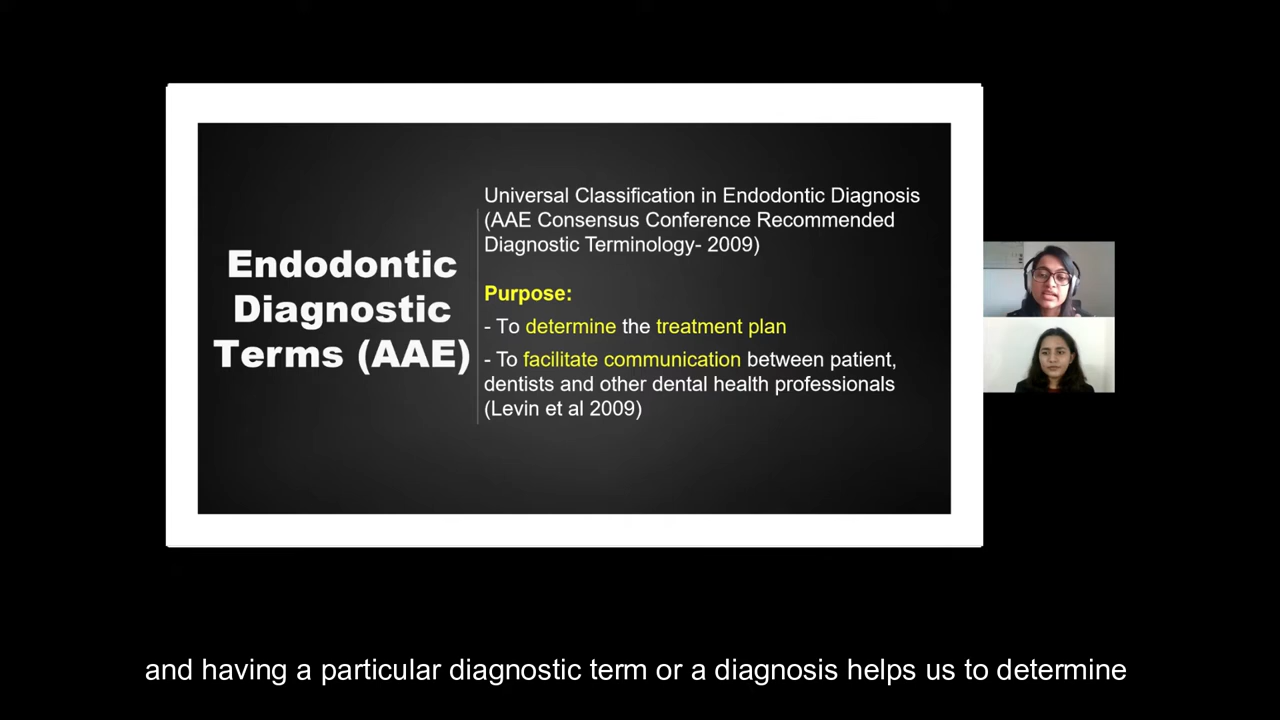 Endodontic
Diagnostic
Terms (AAE)
Universal Classification in Endodontic Diagnosis
(AAE Consensus Conference Recommended
Diagnostic Terminology- 2009)
Purpose:
- To determine the treatment plan
- To facilitate communication between patient,
dentists and other dental health professionals
(Levin et al 2009)
and having a particular diagnostic term or a diagnosis helps us to determine